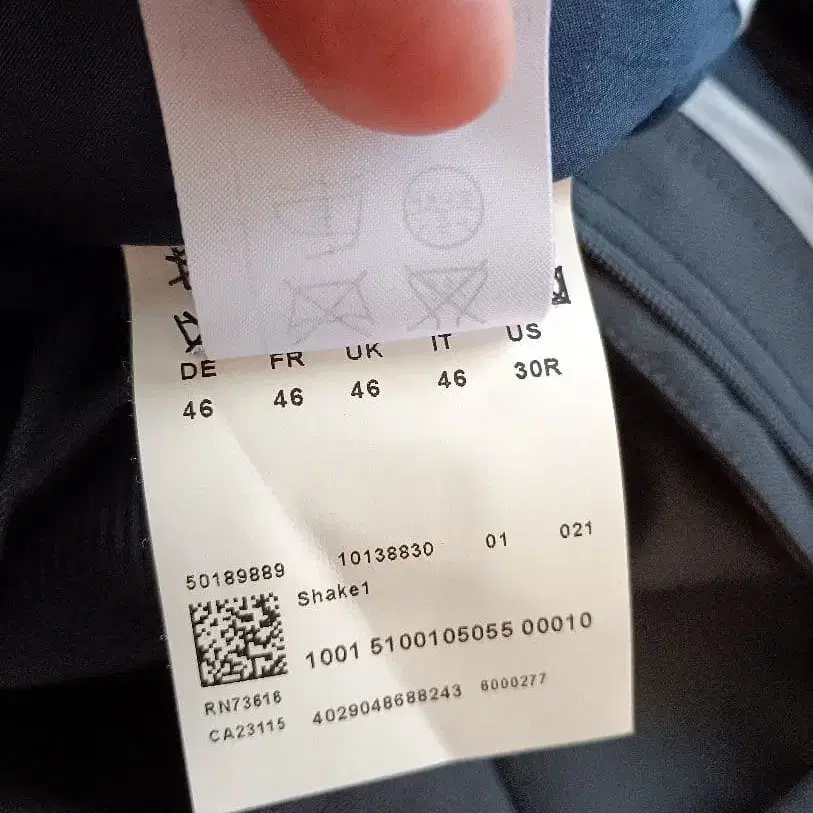 DE FR UK IT US
46 46 46 46 30R
50189889 10138830 01 021
Shake1
1001 5100105055 00010
RN73616
CA23115 4029048688243 6000277